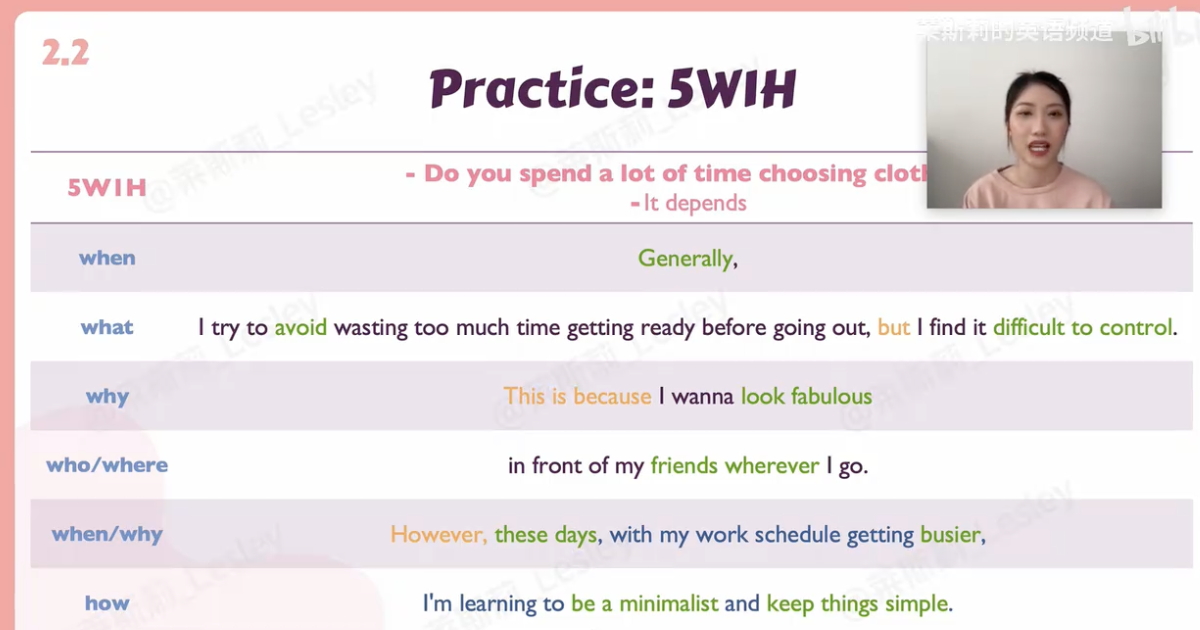 莱斯莉的英语频道 bilibili
2.2
Practice: 5W1H
5W1H
- Do you spend a lot of time choosing
- It depends
when
Generally,
what
I try to avoid wasting too much time getting ready before going out, but I find it difficult to control.
why
This is because I wanna look fabulous
who/where
in front of my friends wherever I go.
when/why
However, these days, with my work schedule getting busier,
how
I'm learning to be a minimalist and keep things simple.
@莱斯莉_Lesley